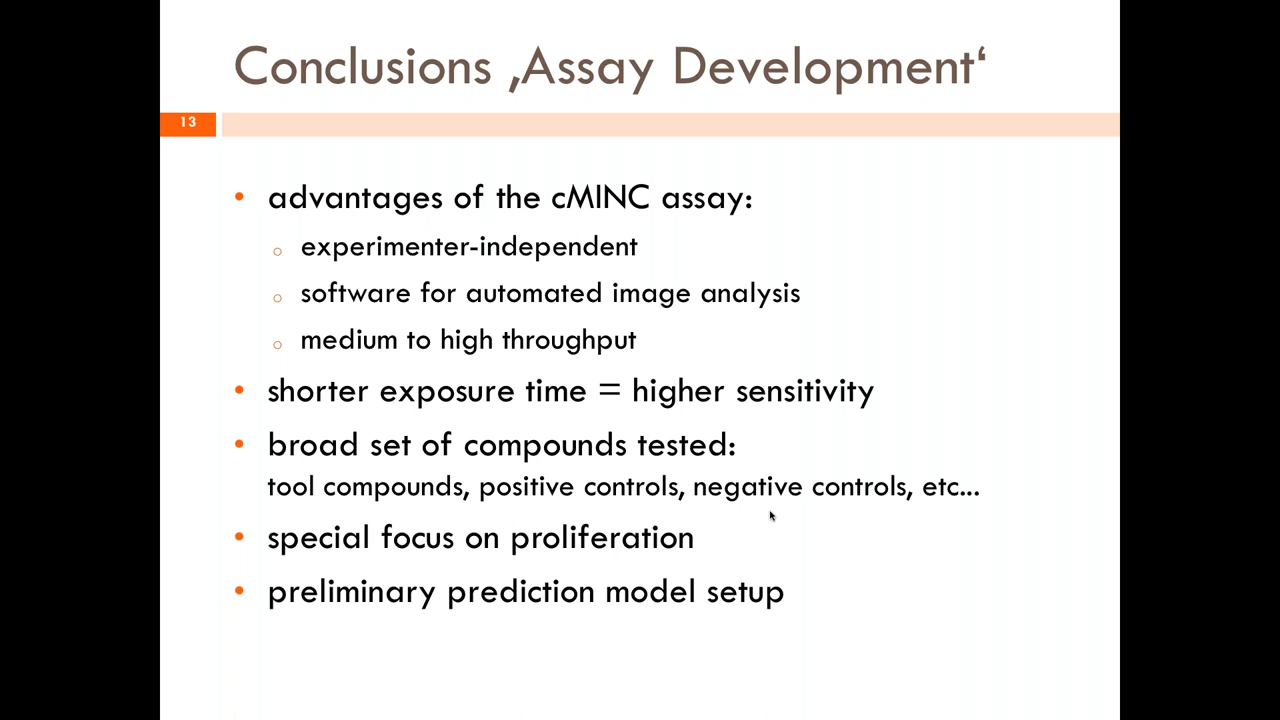 Conclusions ‚Assay Development‘
13
• advantages of the cMINC assay:
○ experimenter-independent
○ software for automated image analysis
○ medium to high throughput
• shorter exposure time = higher sensitivity
• broad set of compounds tested:
tool compounds, positive controls, negative controls, etc...
• special focus on proliferation
• preliminary prediction model setup